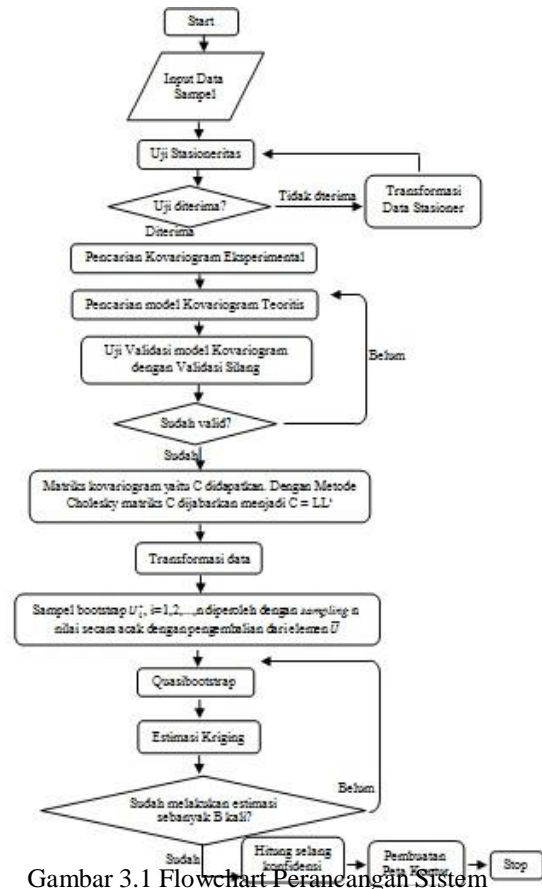 Start
Input Data
Sampel
Uji Stasioneritas
Uji diterima?
Tidak dterima
Transformasi
Data Stasioner
Diterima
Pencarian Kovariogram Eksperimental
Pencarian model Kovariogram Teoritis
Uji Validasi model Kovariogram
dengan Validasi Silang
Belum
Sudah valid?
Sudah
Matriks kovariogram yaitu C didapatkan. Dengan Metode
Cholesky matriks C dijabarkan menjadi C = LL'
Transformasi data
Sampel bootstrap U*ᵢ, i=1,2,...,n diperoleh dengan sampling n
nilai secara acak dengan pengembalian dari elemen Ũ
Quasibootstrap
Estimasi Kriging
Sudah melakukan estimasi
sebanyak B kali?
Belum
Sudah
Hitung selang
konfidensi
Pembuatan
Peta Kontur
Stop
Gambar 3.1 Flowchart Perancangan Sistem